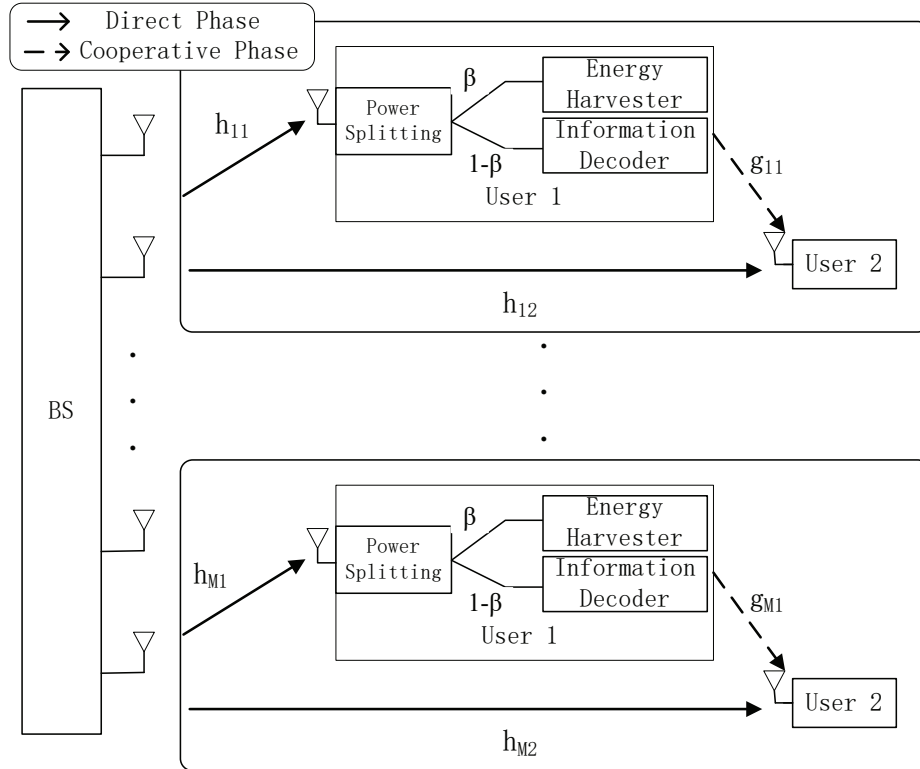 Direct Phase
Cooperative Phase
h11
Power
Splitting
β
1-β
Energy
Harvester
Information
Decoder
User 1
g11
User 2
h12
BS
hM1
Power
Splitting
β
1-β
Energy
Harvester
Information
Decoder
User 1
gM1
User 2
hM2